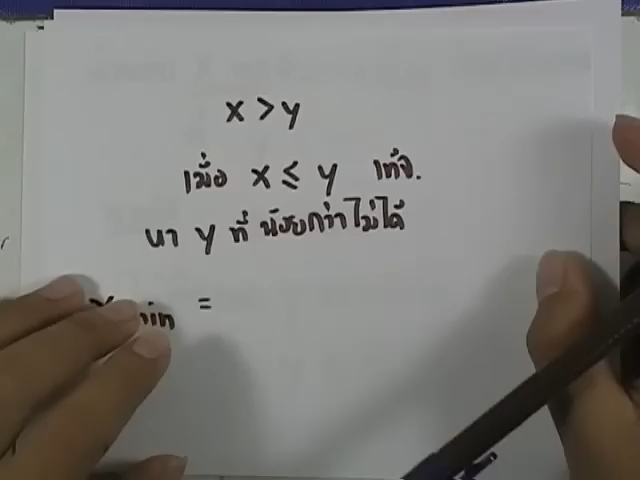 x > y
เมื่อ x ≤ y เท็จ.
หา y ที่ น้อยกว่าไม่ได้
min =